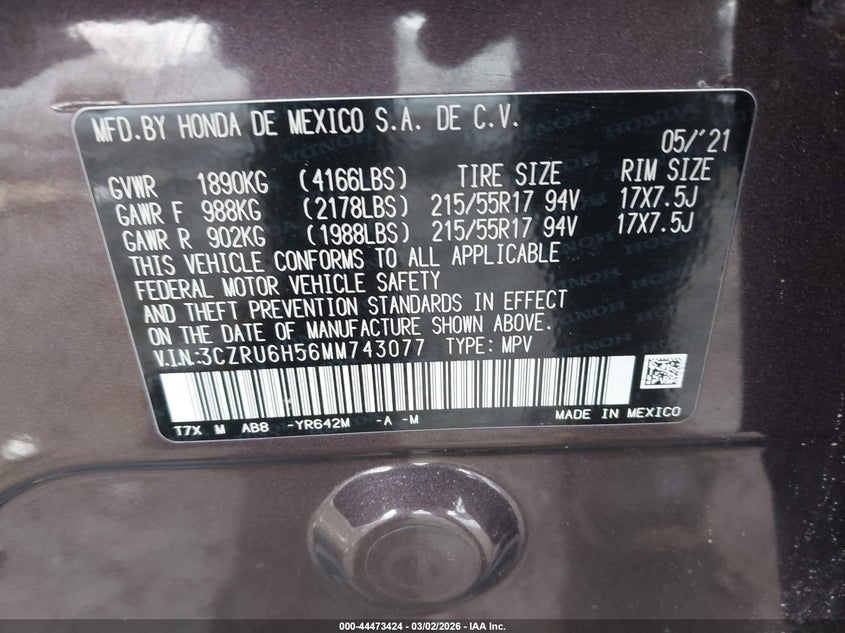 MFD.BY HONDA DE MEXICO S.A. DE C.V.
05/'21
GVWR 1890KG (4166LBS) TIRE SIZE RIM SIZE
GAWR F 988KG (2178LBS) 215/55R17 94V 17X7.5J
GAWR R 902KG (1988LBS) 215/55R17 94V 17X7.5J
THIS VEHICLE CONFORMS TO ALL APPLICABLE
FEDERAL MOTOR VEHICLE SAFETY
AND THEFT PREVENTION STANDARDS IN EFFECT
ON THE DATE OF MANUFACTURE SHOWN ABOVE.
V.I.N:3CZRU6H56MM743077 TYPE: MPV
T7X M AB8 -YR642M -A -M MADE IN MEXICO
000-44473424 | 03/02/2026 – IAA Inc.